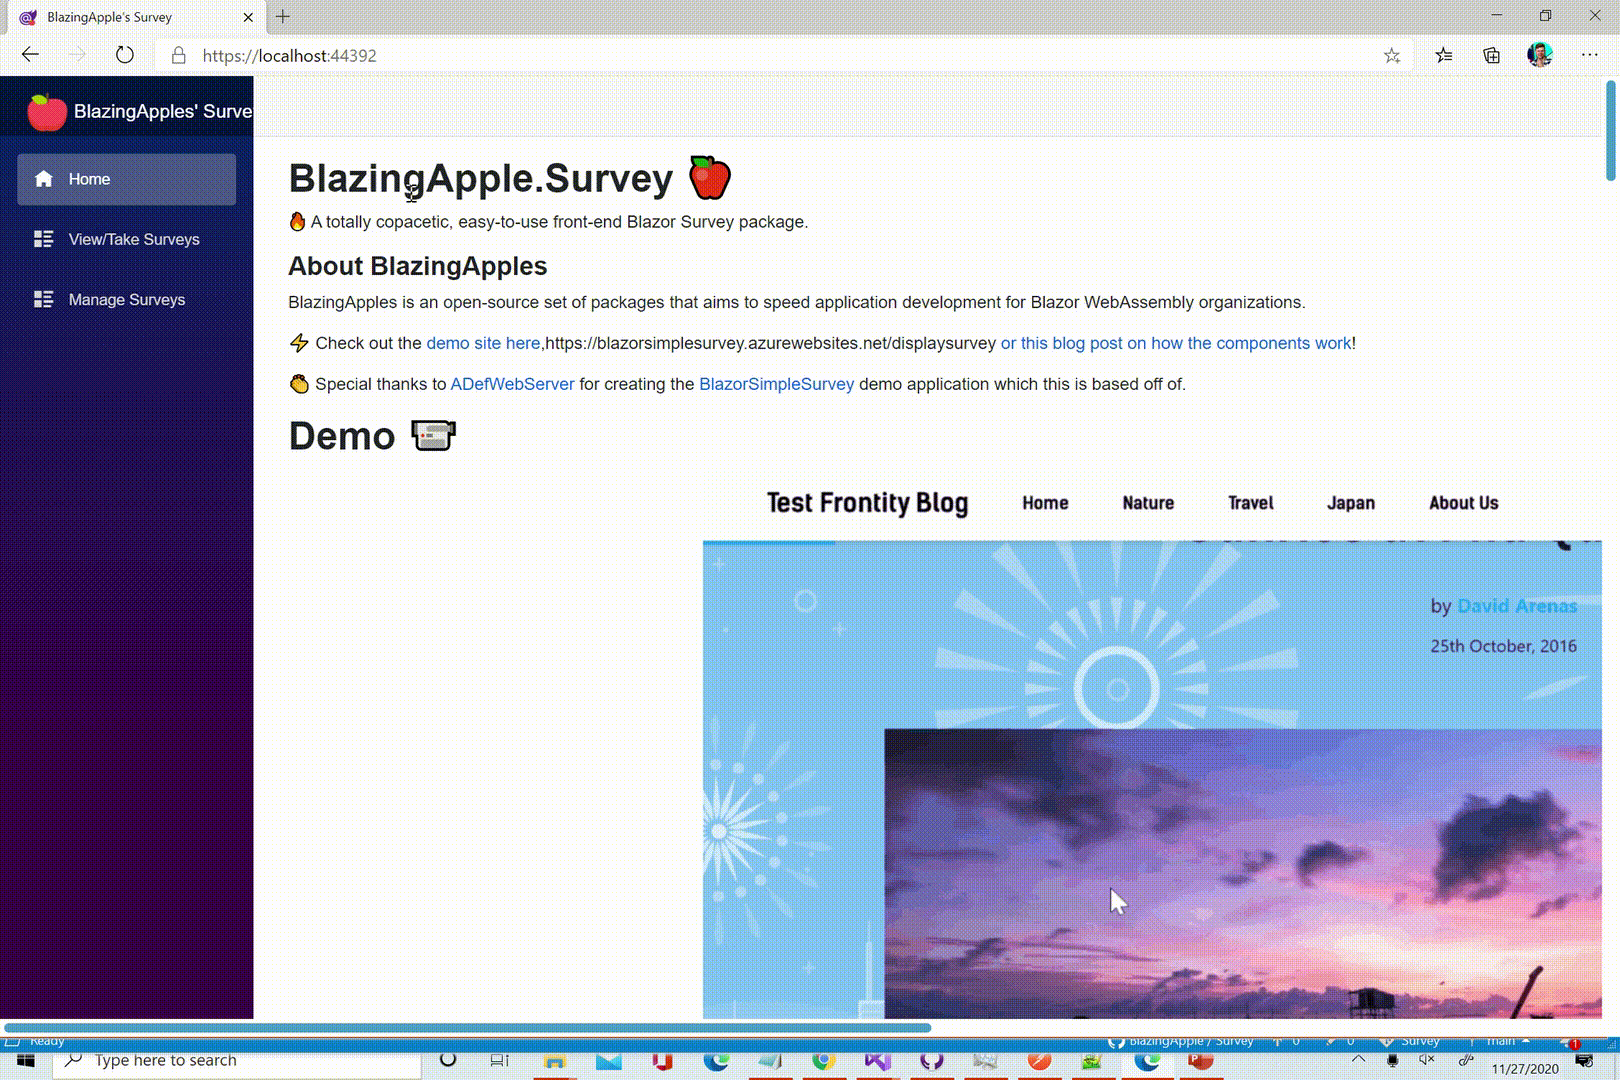 BlazingApple's Survey
https://localhost:44392
BlazingApples' Surve
Home
View/Take Surveys
Manage Surveys
BlazingApple.Survey
A totally copacetic, easy-to-use front-end Blazor Survey package.
About BlazingApples
BlazingApples is an open-source set of packages that aims to speed application development for Blazor WebAssembly organizations.
Check out the demo site here,https://blazorsimplesurvey.azurewebsites.net/displaysurvey or this blog post on how the components work!
Special thanks to ADefWebServer for creating the BlazorSimpleSurvey demo application which this is based off of.
Demo
Test Frontity Blog Home Nature Travel Japan About Us
by David Arenas
25th October, 2016
Ready BlazingApple / Survey 0 0 Survey main 1
Type here to search
11/27/2020